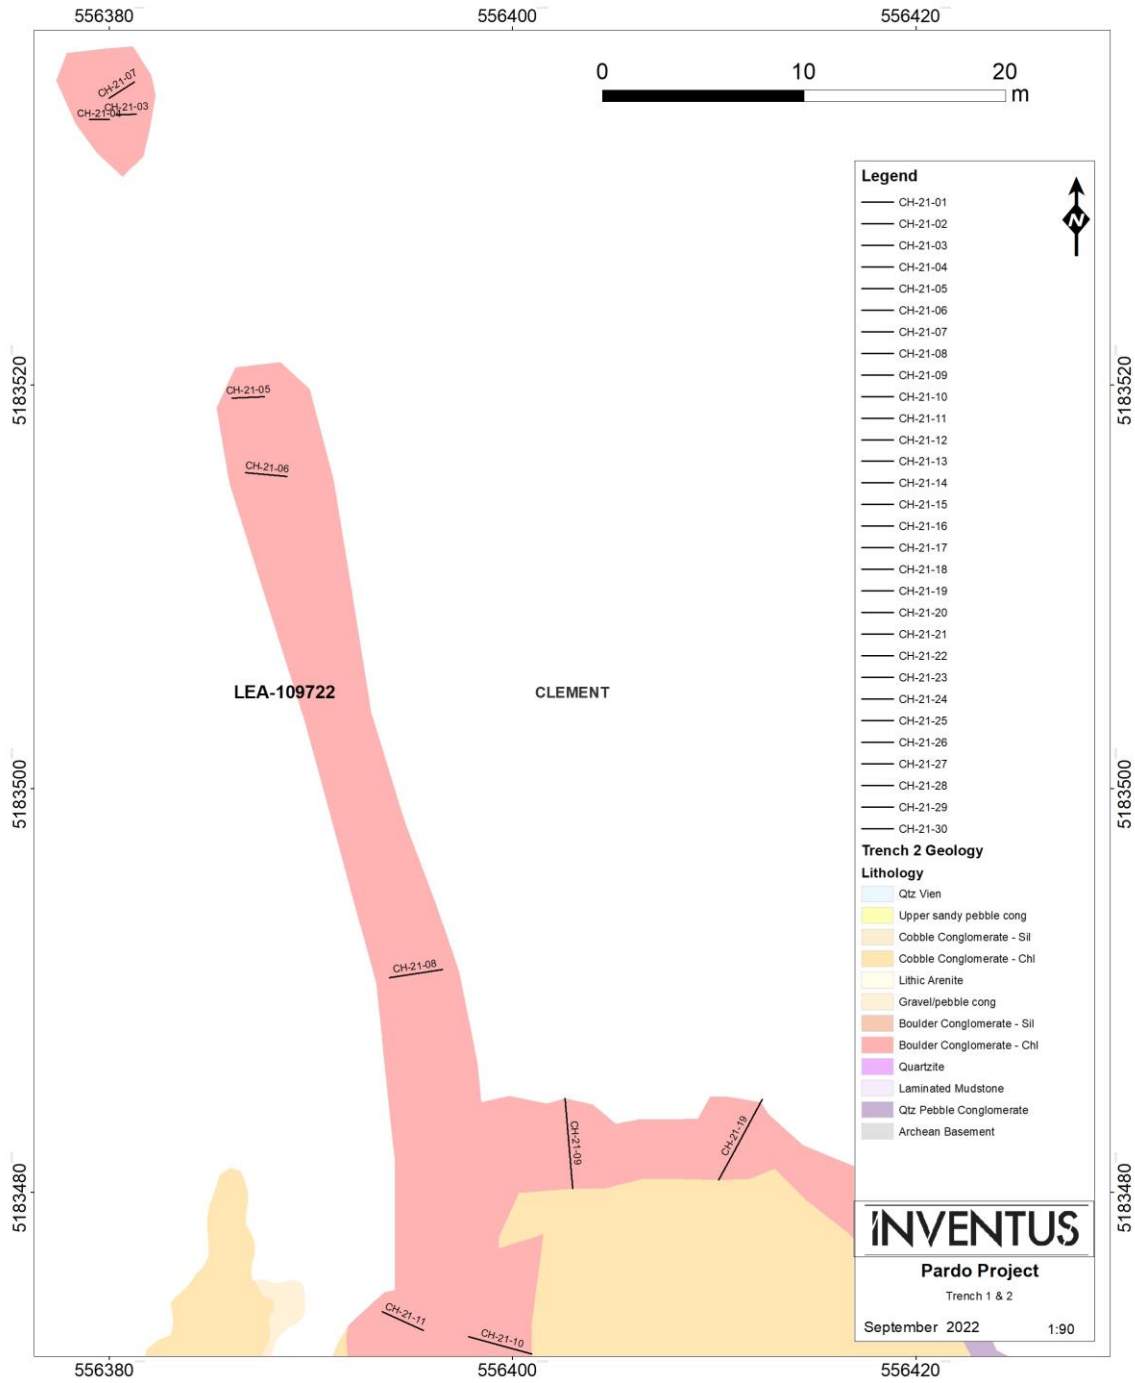 556380 556400 556420
0 10 20
m
CH-21-07
CH-21-03
CH-21-04
Legend
N
CH-21-01
CH-21-02
CH-21-03
CH-21-04
CH-21-05
CH-21-06
CH-21-07
CH-21-08
CH-21-09
CH-21-10
CH-21-11
CH-21-12
CH-21-13
CH-21-14
CH-21-15
CH-21-16
CH-21-17
CH-21-18
CH-21-19
CH-21-20
CH-21-21
CH-21-22
CH-21-23
CH-21-24
CH-21-25
CH-21-26
CH-21-27
CH-21-28
CH-21-29
CH-21-30
Trench 2 Geology
Lithology
Qtz Vien
Upper sandy pebble cong
Cobble Conglomerate - Sil
Cobble Conglomerate - Chl
Lithic Arenite
Gravel/pebble cong
Boulder Conglomerate - Sil
Boulder Conglomerate - Chl
Quartzite
Laminated Mudstone
Qtz Pebble Conglomerate
Archean Basement
5183520 5183520
CH-21-05
CH-21-06
LEA-109722
CLEMENT
5183500 5183500
CH-21-08
CH-21-09
CH-21-19
5183480 5183480
CH-21-11
CH-21-10
INVENTUS
Pardo Project
Trench 1 & 2
September 2022 1:90
556380 556400 556420